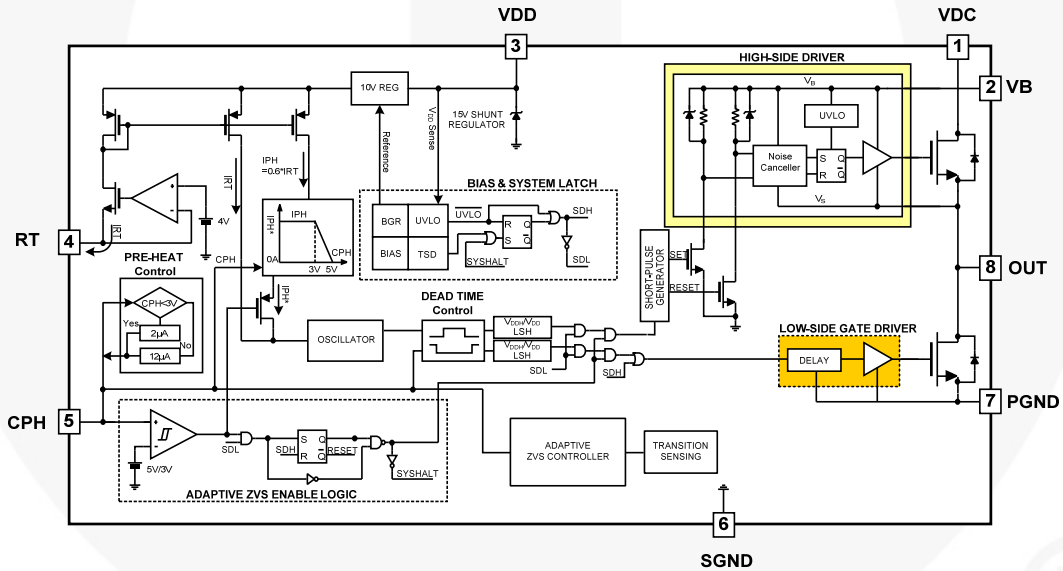 VDD
VDC
3
1
HIGH-SIDE DRIVER
VB
2
VB
10V REG
VDD Sense
15V SHUNT
REGULATOR
Reference
UVLO
Noise
Canceller
S Q
R Q
VS
IPH
=0.6*IRT
IRT
4V
RT
4
IRT
PRE-HEAT
Control
CPH
IPH*
IPH
CPH
0A
3V 5V
IPH*
BIAS & SYSTEM LATCH
BGR
UVLO
BIAS
TSD
UVLO
R Q
S Q
SYSHALT
SDH
SDL
SHORT-PULSE
GENERATOR
SET
RESET
8
OUT
CPH<3V
Yes
No
2µA
12µA
OSCILLATOR
DEAD TIME
Control
VDDH/VDD
LSH
VDDH/VDD
LSH
SDL
SDH
LOW-SIDE GATE DRIVER
DELAY
7
PGND
CPH
5
5V/3V
SDL
SDH
S Q
R Q
RESET
SYSHALT
ADAPTIVE ZVS ENABLE LOGIC
ADAPTIVE
ZVS CONTROLLER
TRANSITION
SENSING
6
SGND